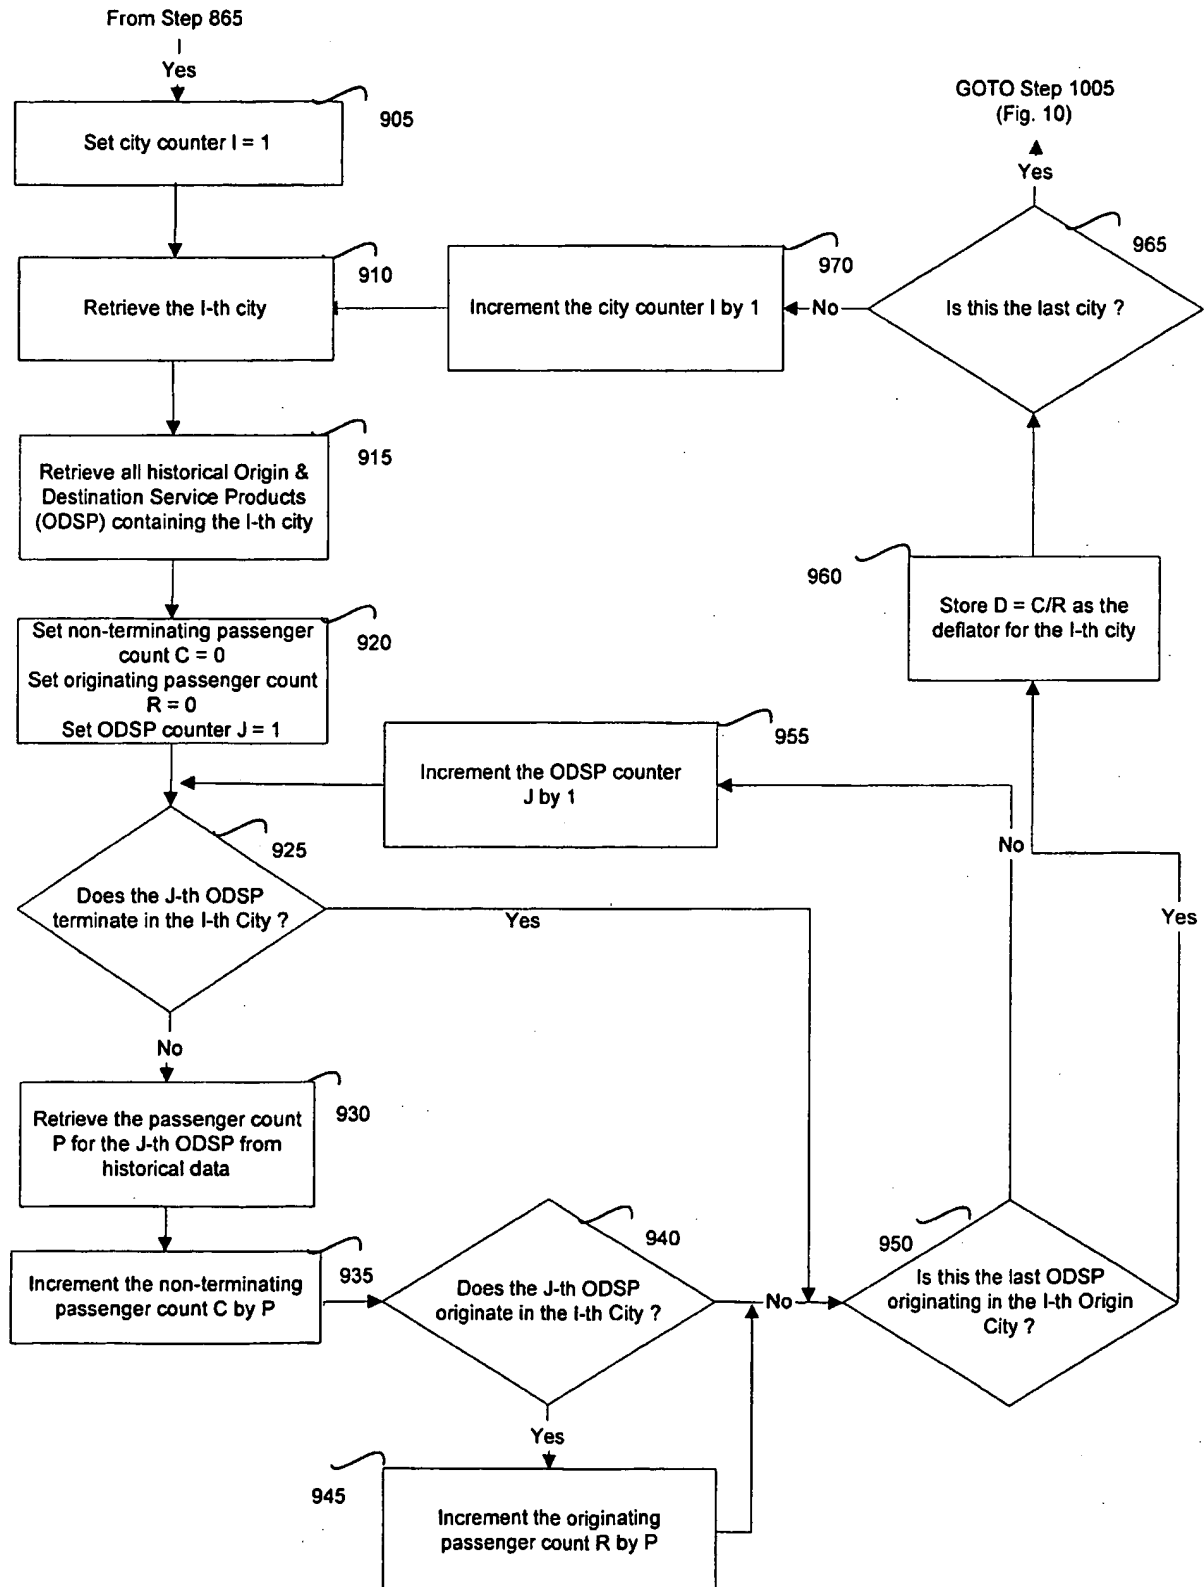 From Step 865
Yes
905
Set city counter I = 1
GOTO Step 1005
(Fig. 10)
Yes
965
Is this the last city ?
No
970
Increment the city counter I by 1
910
Retrieve the I-th city
915
Retrieve all historical Origin &
Destination Service Products
(ODSP) containing the I-th city
960
Store D = C/R as the
deflator for the I-th city
920
Set non-terminating passenger
count C = 0
Set originating passenger count
R = 0
Set ODSP counter J = 1
955
Increment the ODSP counter
J by 1
925
Does the J-th ODSP
terminate in the I-th City ?
Yes
No
Yes
No
930
Retrieve the passenger count
P for the J-th ODSP from
historical data
935
Increment the non-terminating
passenger count C by P
940
Does the J-th ODSP
originate in the I-th City ?
No
950
Is this the last ODSP
originating in the I-th Origin
City ?
Yes
945
Increment the originating
passenger count R by P